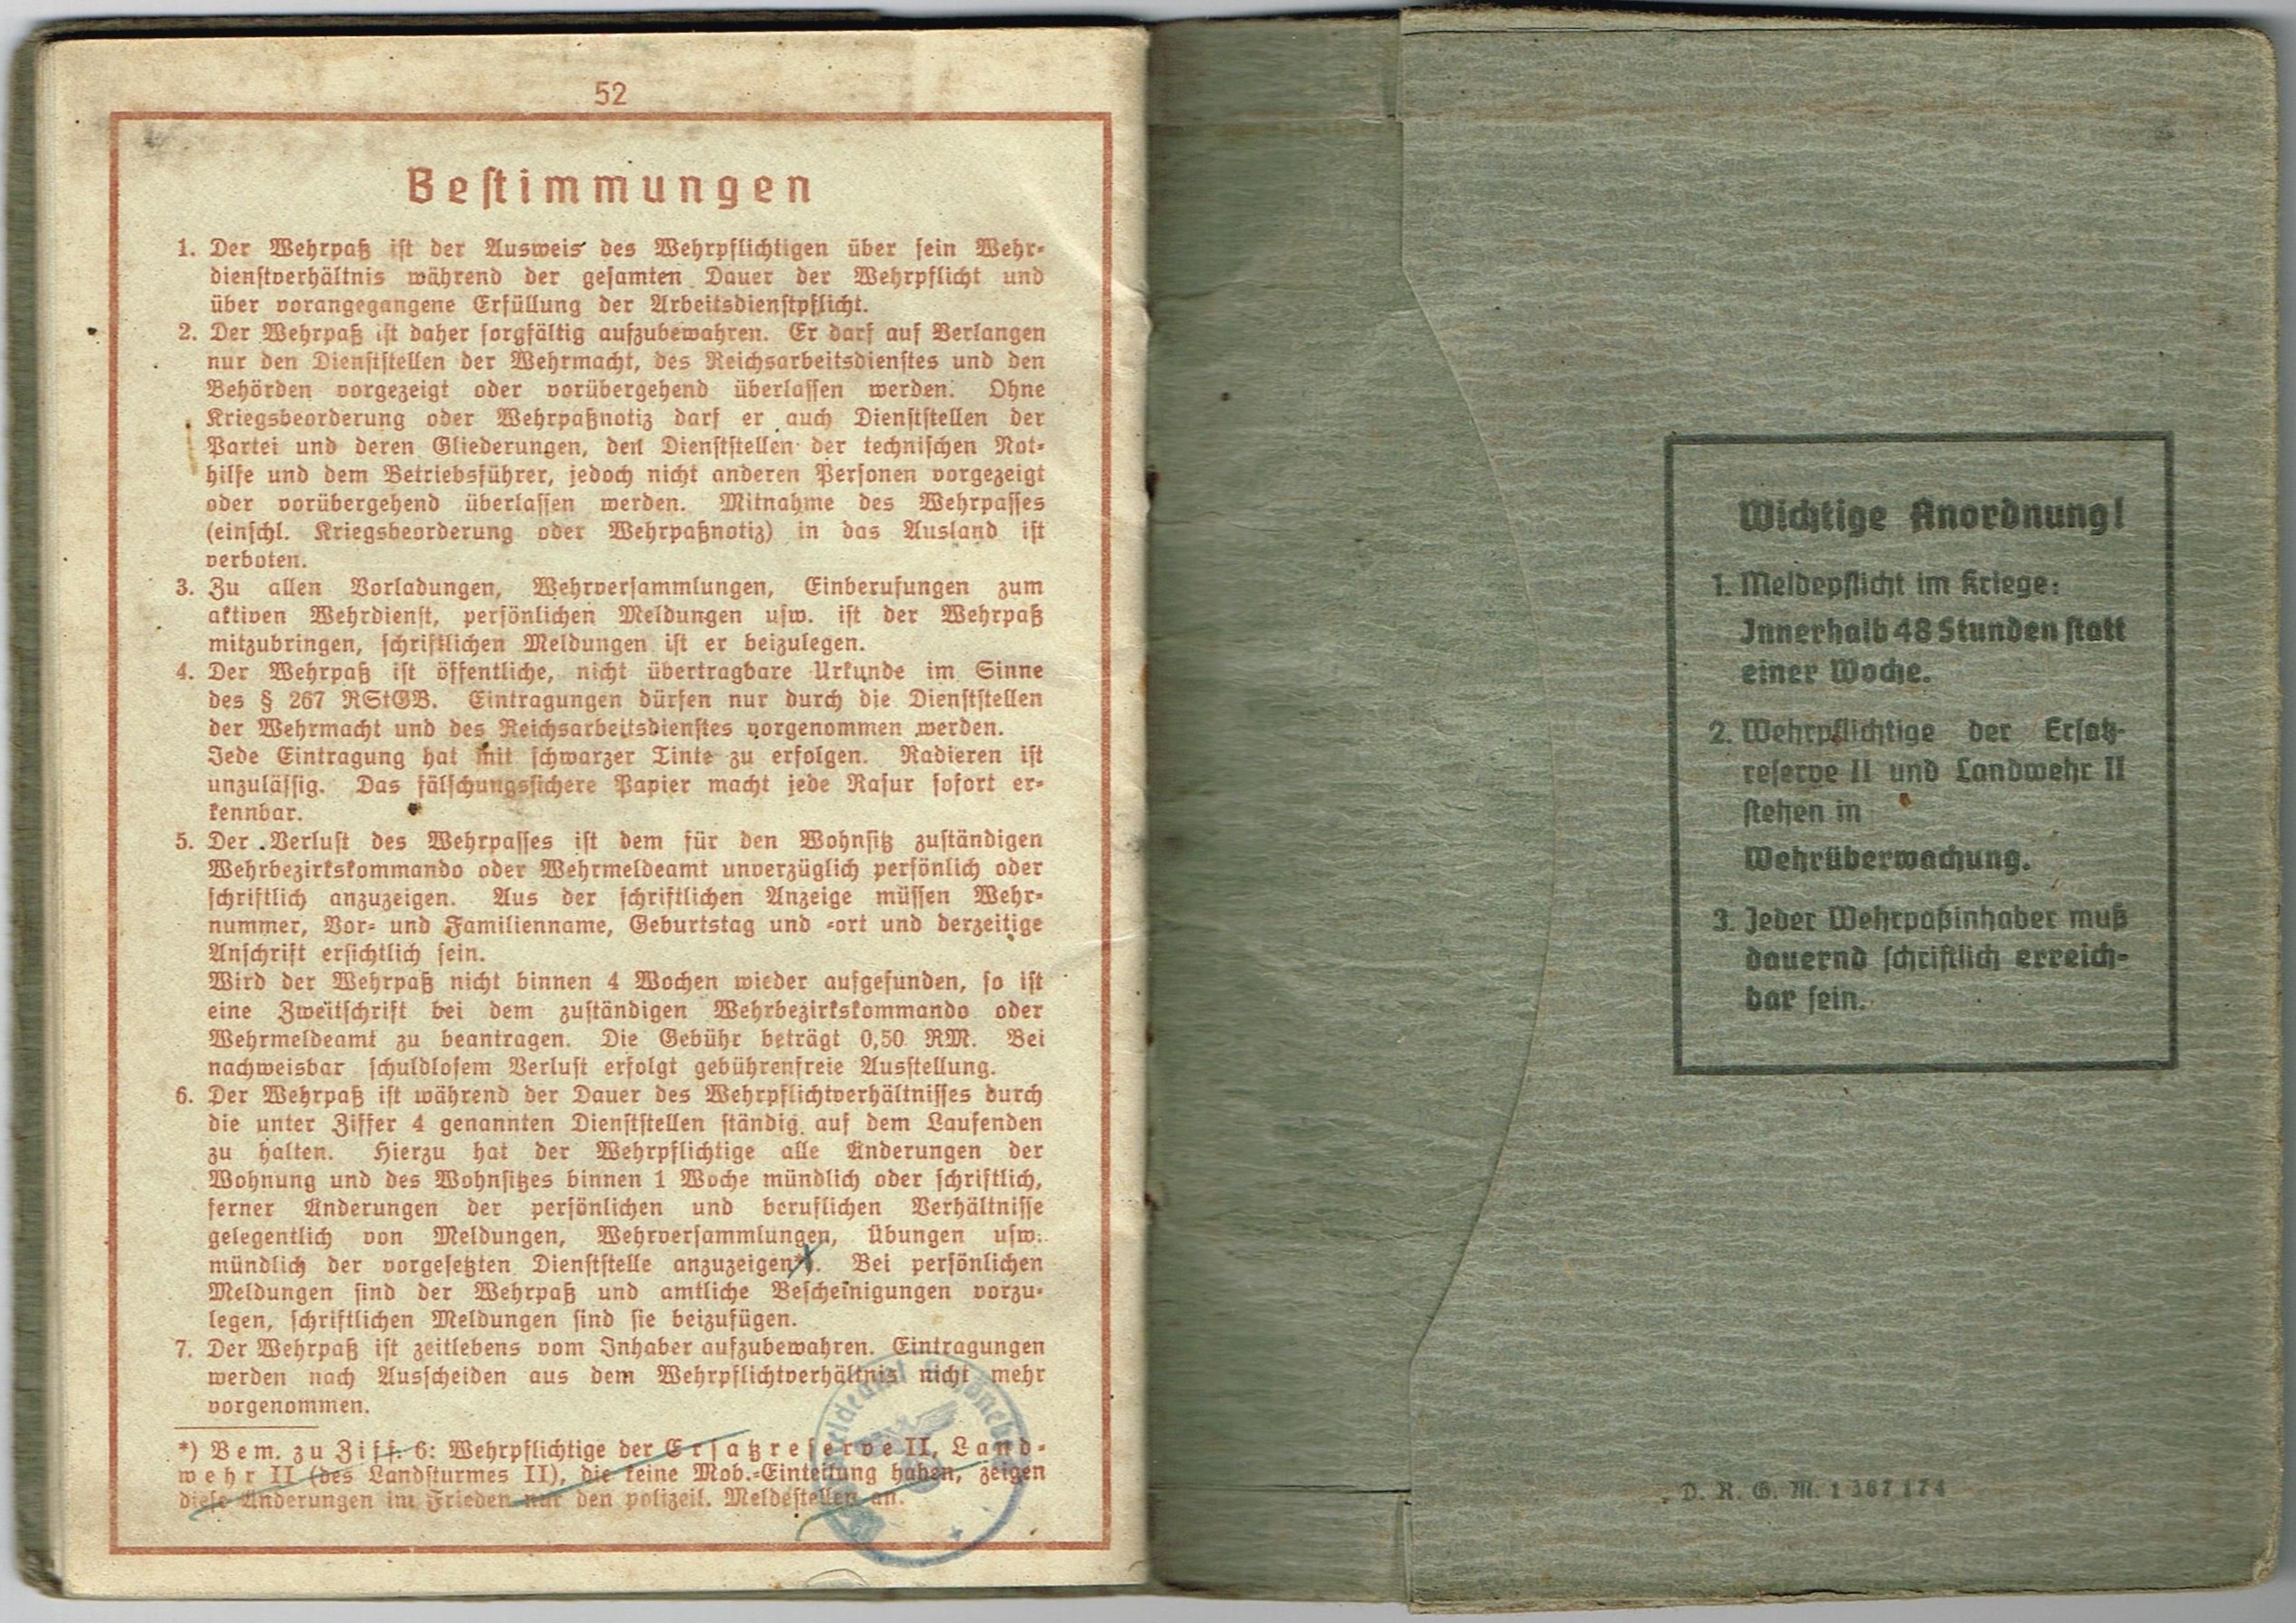 52
Bestimmungen
1. Der Wehrpaß ist der Ausweis des Wehrpflichtigen über sein Wehr-
dienstverhältnis während der gesamten Dauer der Wehrpflicht und
über vorangegangene Erfüllung der Arbeitsdienstpflicht.
2. Der Wehrpaß ist daher sorgfältig aufzubewahren. Er darf auf Verlangen
nur den Dienststellen der Wehrmacht, des Reichsarbeitsdienstes und den
Behörden vorgezeigt oder vorübergehend überlassen werden. Ohne
Kriegsbeorderung oder Wehrpaßnotiz darf er auch Dienststellen der
Partei und deren Gliederungen, den Dienststellen der technischen Not-
hilfe und dem Betriebsführer, jedoch nicht anderen Personen vorgezeigt
oder vorübergehend überlassen werden. Mitnahme des Wehrpasses
(einschl. Kriegsbeorderung oder Wehrpaßnotiz) in das Ausland ist
verboten.
3. Zu allen Vorladungen, Wehrversammlungen, Einberufungen zum
aktiven Wehrdienst, persönlichen Meldungen usw. ist der Wehrpaß
mitzubringen, schriftlichen Meldungen ist er beizulegen.
4. Der Wehrpaß ist öffentliche, nicht übertragbare Urkunde im Sinne
des § 267 RStGB. Eintragungen dürfen nur durch die Dienststellen
der Wehrmacht und des Reichsarbeitsdienstes vorgenommen werden.
Jede Eintragung hat mit schwarzer Tinte zu erfolgen. Radieren ist
unzulässig. Das fälschungssichere Papier macht jede Rasur sofort er-
kennbar.
5. Der Verlust des Wehrpasses ist dem für den Wohnsitz zuständigen
Wehrbezirkskommando oder Wehrmeldeamt unverzüglich persönlich oder
schriftlich anzuzeigen. Aus der schriftlichen Anzeige müssen Wehr-
nummer, Vor- und Familienname, Geburtstag und -ort und derzeitige
Anschrift ersichtlich sein.
Wird der Wehrpaß nicht binnen 4 Wochen wieder aufgefunden, so ist
eine Zweitschrift bei dem zuständigen Wehrbezirkskommando oder
Wehrmeldeamt zu beantragen. Die Gebühr beträgt 0,50 RM. Bei
nachweisbar schuldlosem Verlust erfolgt gebührenfreie Ausstellung.
6. Der Wehrpaß ist während der Dauer des Wehrpflichtverhältnisses durch
die unter Ziffer 4 genannten Dienststellen ständig auf dem Laufenden
zu halten. Hierzu hat der Wehrpflichtige alle Änderungen der
Wohnung und des Wohnsitzes binnen 1 Woche mündlich oder schriftlich,
ferner Änderungen der persönlichen und beruflichen Verhältnisse
gelegentlich von Meldungen, Wehrversammlungen, Übungen usw.
mündlich der vorgesetzten Dienststelle anzuzeigen*). Bei persönlichen
Meldungen sind der Wehrpaß und amtliche Bescheinigungen vorzu-
legen, schriftlichen Meldungen sind sie beizufügen.
7. Der Wehrpaß ist zeitlebens vom Inhaber aufzubewahren. Eintragungen
werden nach Ausscheiden aus dem Wehrpflichtverhältnis nicht mehr
vorgenommen.
*) Bem. zu Ziff. 6: Wehrpflichtige der Ersatzreserve II, Land-
wehr II (des Landsturmes II), die keine Mob.-Einteilung haben, zeigen
diese Änderungen im Frieden nur den polizeil. Meldestellen an.
Wichtige Anordnung!
1. Meldepflicht im Kriege:
Innerhalb 48 Stunden statt
einer Woche.
2. Wehrpflichtige der Ersatz-
reserve II und Landwehr II
stehen in
Wehrüberwachung.
3. Jeder Wehrpaßinhaber muß
dauernd schriftlich erreich-
bar sein.
D. R. G. M. 1 367 174